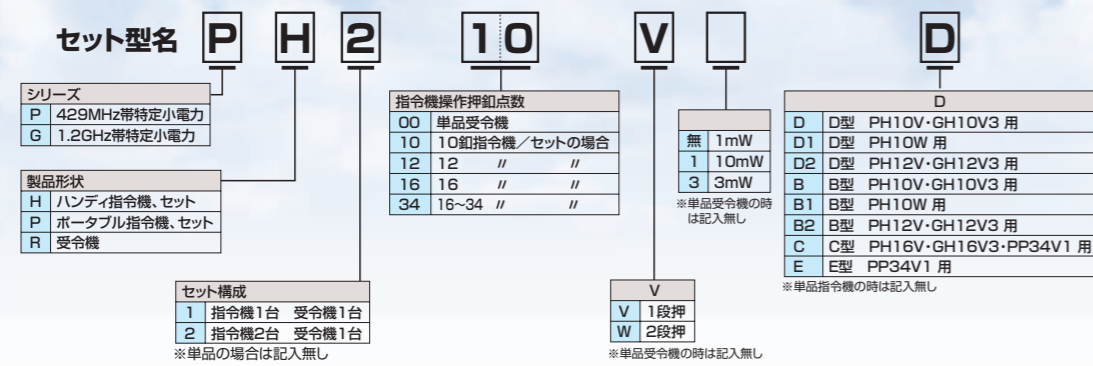 セット型名 P H 2 10 V D
シリーズ
P 429MHz帯特定小電力
G 1.2GHz帯特定小電力
製品形状
H ハンディ指令機、セット
P ポータブル指令機、セット
R 受令機
セット構成
1 指令機1台 受令機1台
2 指令機2台 受令機1台
※単品の場合は記入無し
指令機操作押釦点数
00 単品受令機
10 10釦指令機／セットの場合
12 12 〃 〃
16 16 〃 〃
34 16~34 〃 〃
V
V 1段押
W 2段押
※単品受令機の時は記入無し
無 1mW
1 10mW
3 3mW
※単品受令機の時
は記入無し
D
D D型 PH10V・GH10V3 用
D1 D型 PH10W 用
D2 D型 PH12V・GH12V3 用
B B型 PH10V・GH10V3 用
B1 B型 PH10W 用
B2 B型 PH12V・GH12V3 用
C C型 PH16V・GH16V3・PP34V1 用
E E型 PP34V1 用
※単品指令機の時は記入無し